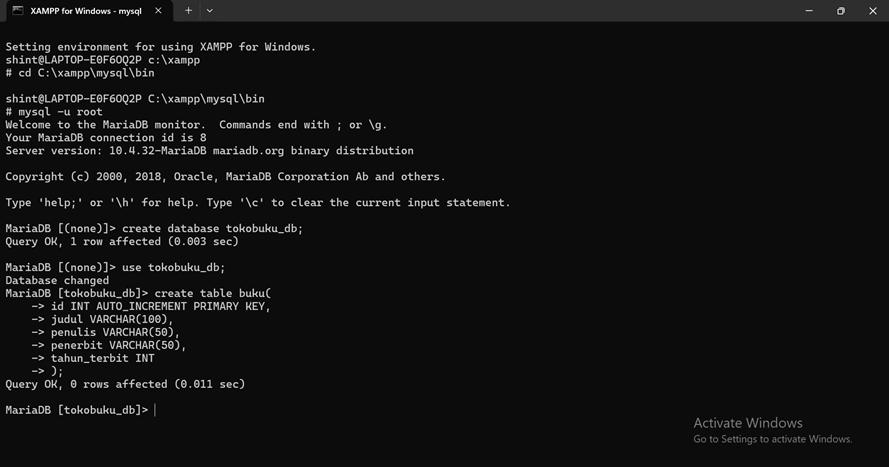 XAMPP for Windows - mysql
Setting environment for using XAMPP for Windows.
shint@LAPTOP-E0F6OQ2P c:\xampp
# cd C:\xampp\mysql\bin
shint@LAPTOP-E0F6OQ2P C:\xampp\mysql\bin
# mysql -u root
Welcome to the MariaDB monitor.  Commands end with ; or \g.
Your MariaDB connection id is 8
Server version: 10.4.32-MariaDB mariadb.org binary distribution
Copyright (c) 2000, 2018, Oracle, MariaDB Corporation Ab and others.
Type 'help;' or '\h' for help. Type '\c' to clear the current input statement.
MariaDB [(none)]> create database tokobuku_db;
Query OK, 1 row affected (0.003 sec)
MariaDB [(none)]> use tokobuku_db;
Database changed
MariaDB [tokobuku_db]> create table buku(
    -> id INT AUTO_INCREMENT PRIMARY KEY,
    -> judul VARCHAR(100),
    -> penulis VARCHAR(50),
    -> penerbit VARCHAR(50),
    -> tahun_terbit INT
    -> );
Query OK, 0 rows affected (0.011 sec)
MariaDB [tokobuku_db]>
Activate Windows
Go to Settings to activate Windows.